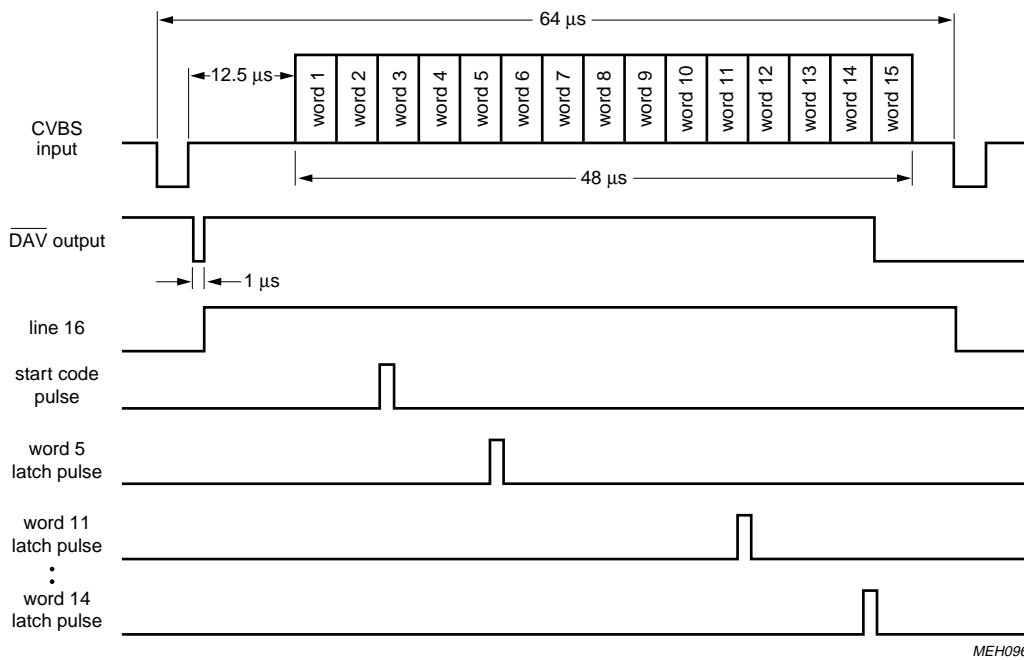 64 µs
12.5 µs
word 1
word 2
word 3
word 4
word 5
word 6
word 7
word 8
word 9
word 10
word 11
word 12
word 13
word 14
word 15
CVBS
input
48 µs
DAV output
1 µs
line 16
start code
pulse
word 5
latch pulse
word 11
latch pulse
:
word 14
latch pulse
MEH096